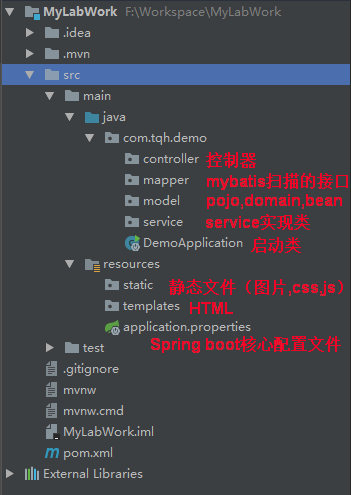 MyLabWork F:\Workspace\MyLabWork
.idea
.mvn
src
main
java
com.tqh.demo
controller 控制器
mapper mybatis扫描的接口
model pojo,domain,bean
service service实现类
DemoApplication 启动类
resources
static 静态文件（图片,css,js）
templates HTML
application.properties
Spring boot核心配置文件
test
.gitignore
mvnw
mvnw.cmd
MyLabWork.iml
pom.xml
External Libraries